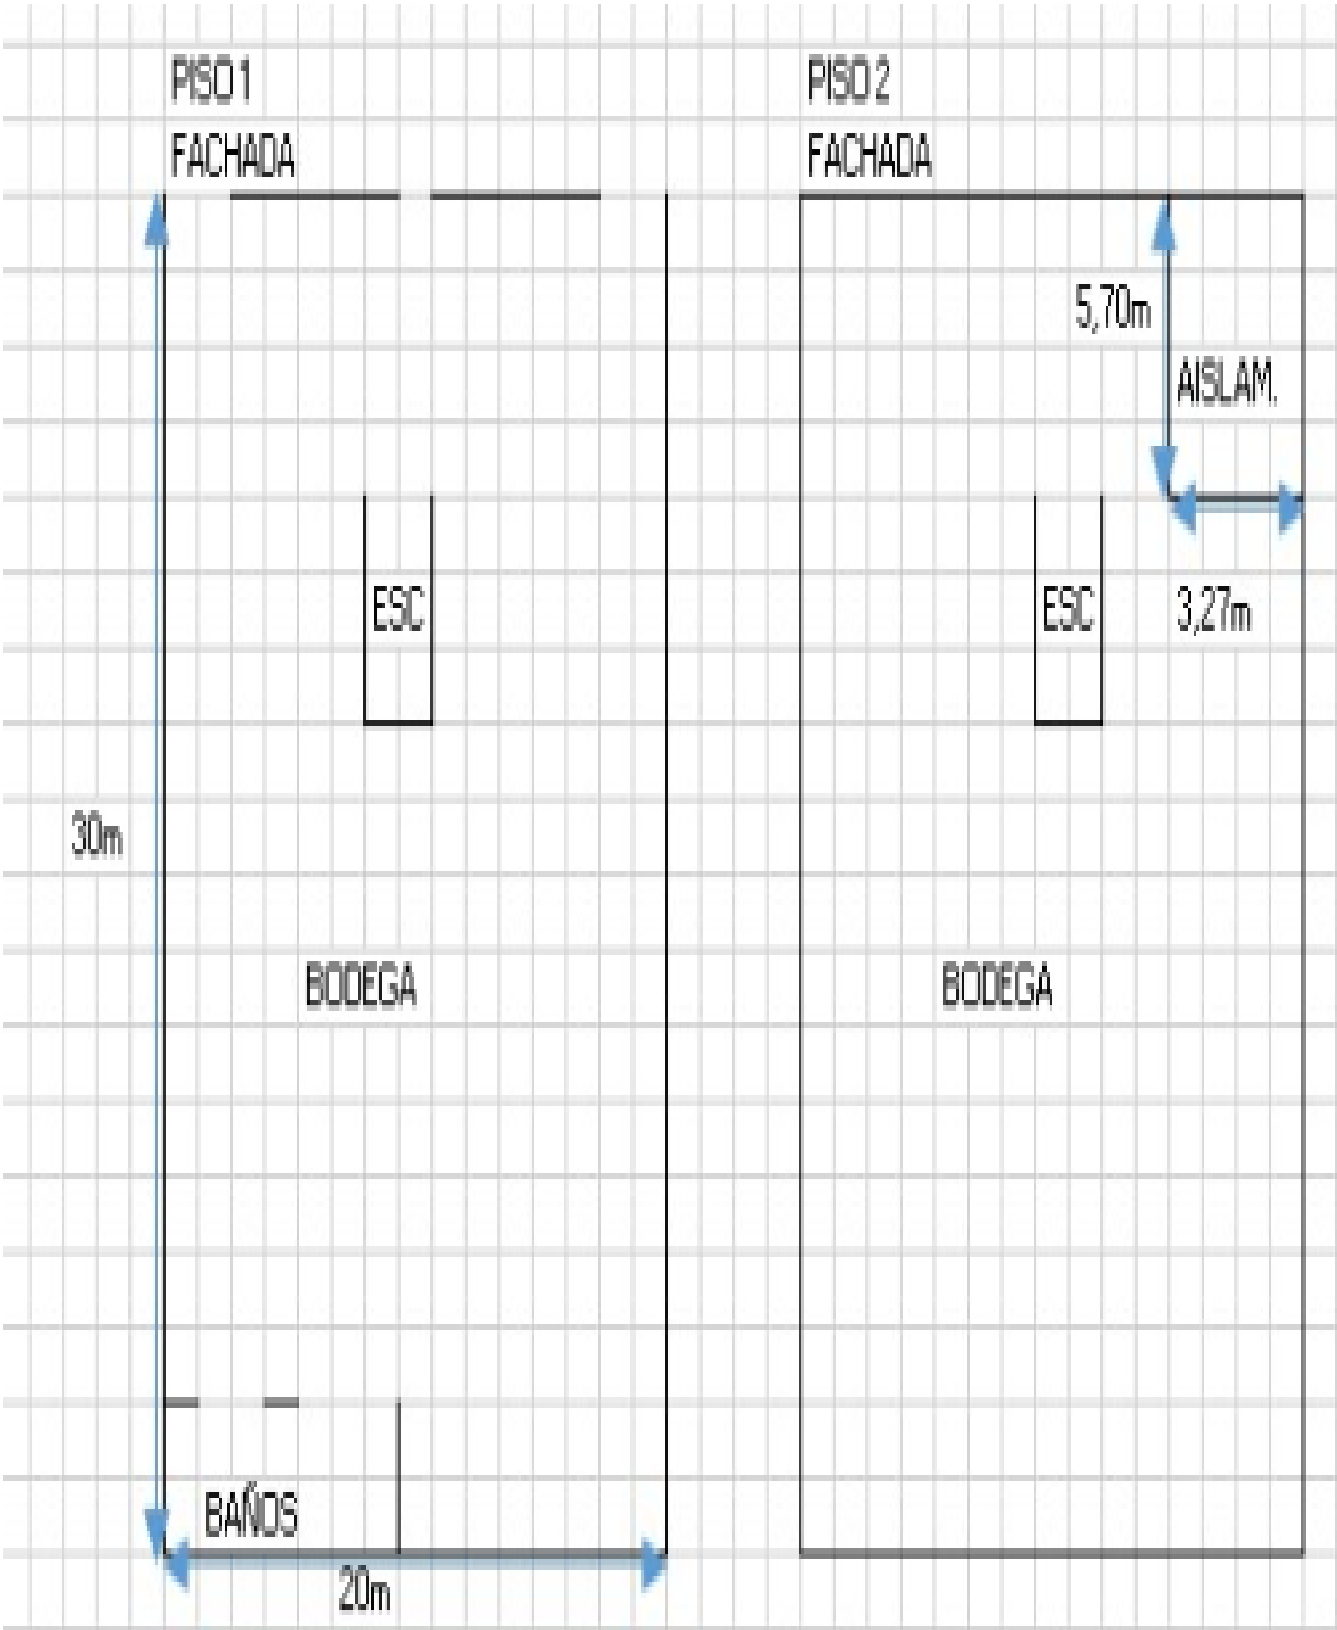 PISO 1
FACHADA
ESC
30m
BODEGA
BAÑOS
20m
PISO 2
FACHADA
5,70m
AISLAM.
ESC
3,27m
BODEGA